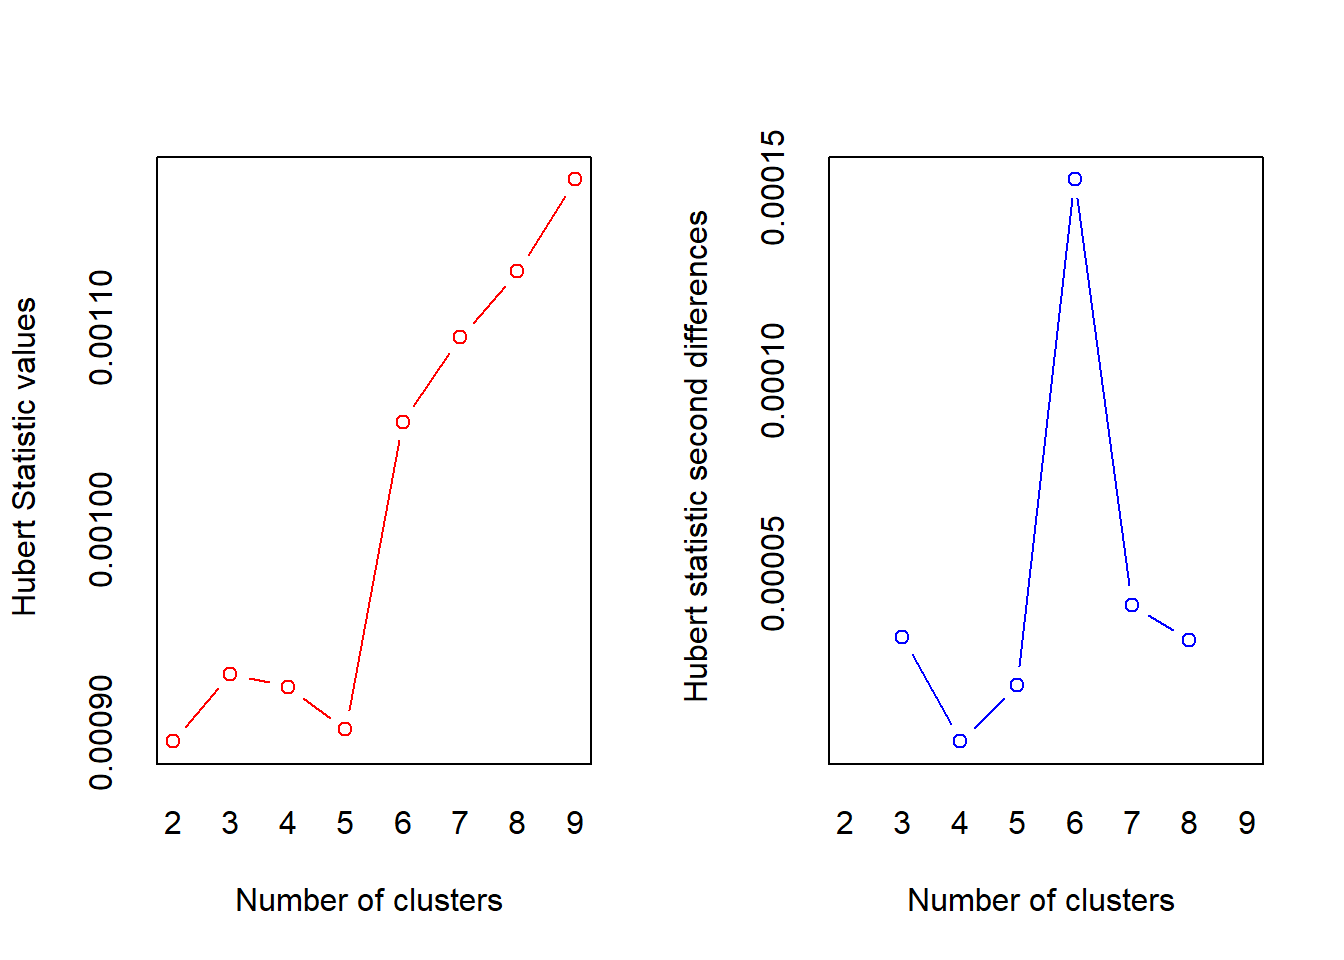 Hubert Statistic values
0.00090
0.00100
0.00110
2 3 4 5 6 7 8 9
Number of clusters
Hubert statistic second differences
0.00005
0.00010
0.00015
2 3 4 5 6 7 8 9
Number of clusters